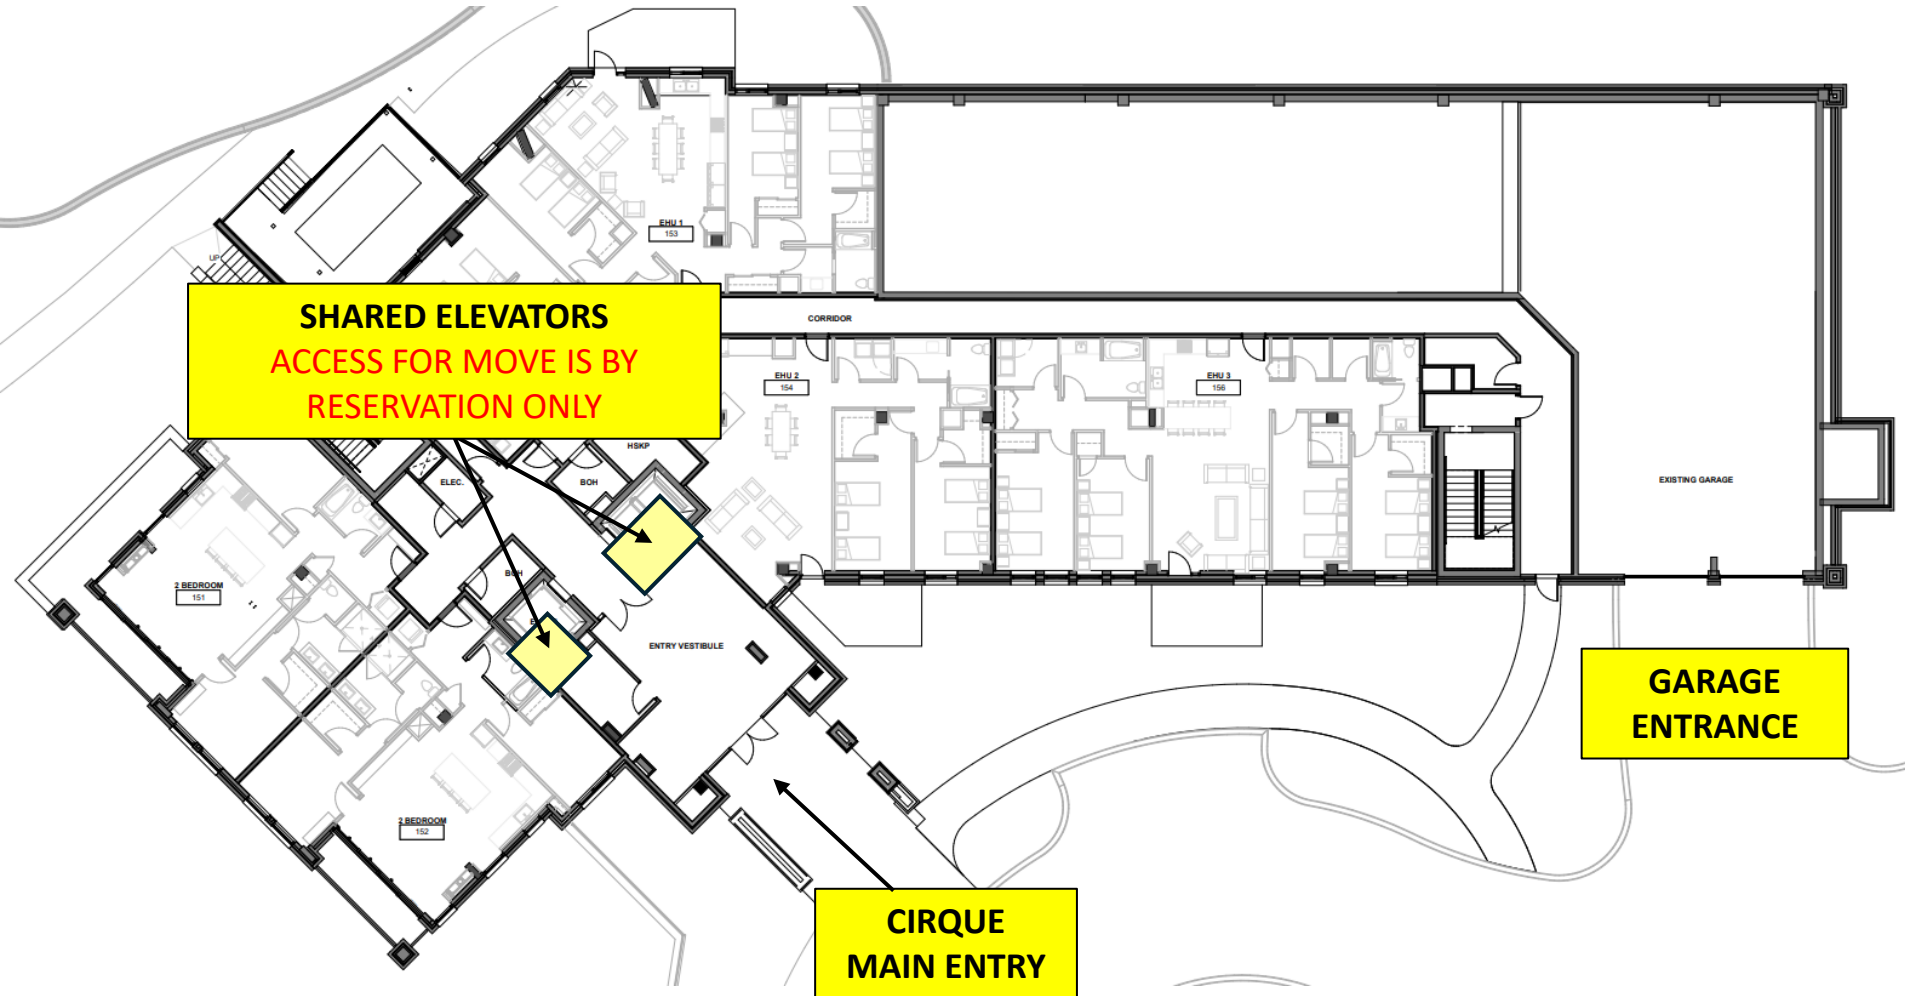 EHU 1
153
UP
SHARED ELEVATORS
ACCESS FOR MOVE IS BY
RESERVATION ONLY
CORRIDOR
EHU 2
154
EHU 3
156
HSKP
ELEC.
BOH
EXISTING GARAGE
BOH
2 BEDROOM
151
ENTRY VESTIBULE
GARAGE
ENTRANCE
2 BEDROOM
152
CIRQUE
MAIN ENTRY